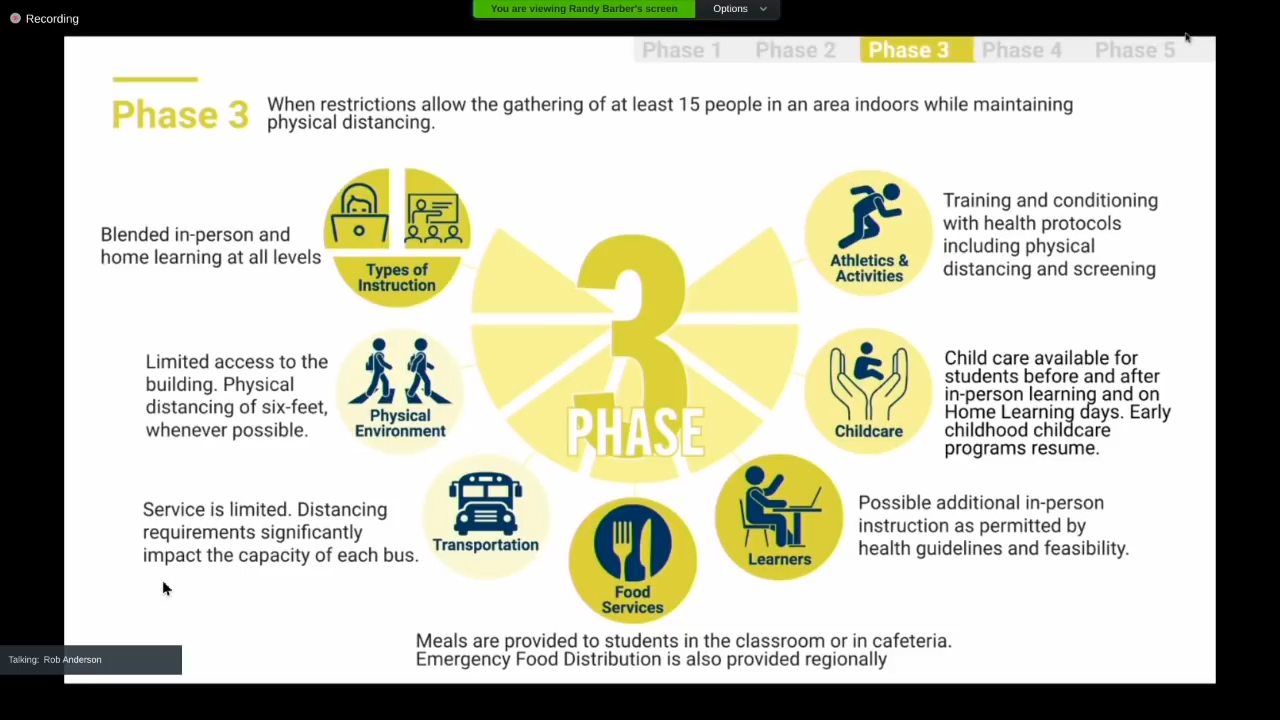 Recording
You are viewing Randy Barber's screen
Options
Phase 1
Phase 2
Phase 3
Phase 4
Phase 5
Phase 3
When restrictions allow the gathering of at least 15 people in an area indoors while maintaining
physical distancing.
Blended in-person and
home learning at all levels
Types of
Instruction
Athletics &
Activities
Training and conditioning
with health protocols
including physical
distancing and screening
Limited access to the
building. Physical
distancing of six-feet,
whenever possible.
Physical
Environment
3
PHASE
Childcare
Child care available for
students before and after
in-person learning and on
Home Learning days. Early
childhood childcare
programs resume.
Service is limited. Distancing
requirements significantly
impact the capacity of each bus.
Transportation
Food
Services
Learners
Possible additional in-person
instruction as permitted by
health guidelines and feasibility.
Meals are provided to students in the classroom or in cafeteria.
Emergency Food Distribution is also provided regionally
Talking: Rob Anderson